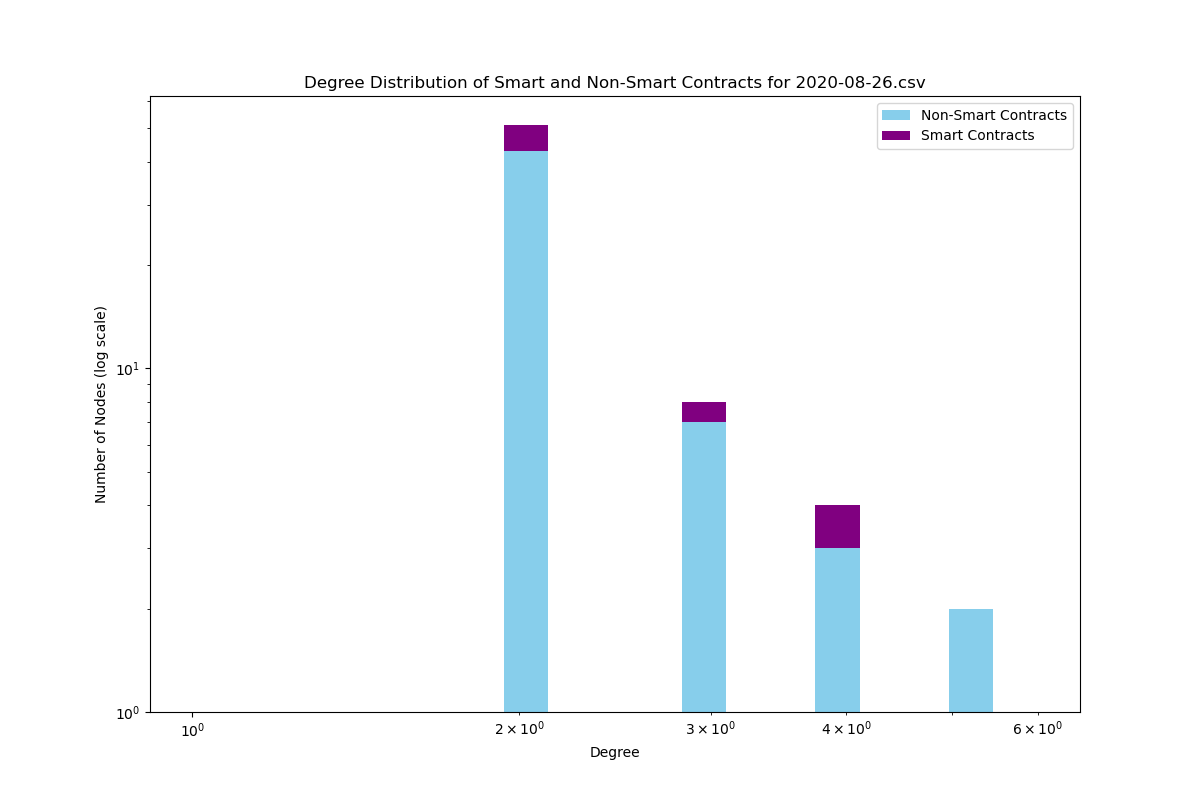 Degree Distribution of Smart and Non-Smart Contracts for 2020-08-26.csv
Non-Smart Contracts
Smart Contracts
Number of Nodes (log scale)
10¹
10⁰
10⁰ 2 × 10⁰ 3 × 10⁰ 4 × 10⁰ 6 × 10⁰
Degree